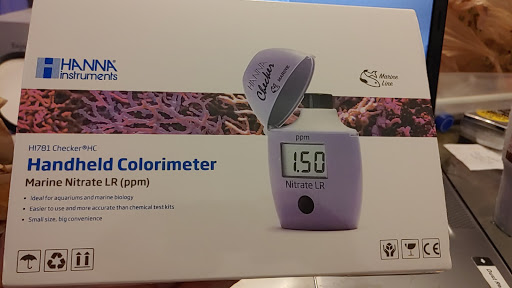 HANNA
instruments
HANNA
Checker
Marine
Line
HI781 Checker®HC
Handheld Colorimeter
Marine Nitrate LR (ppm)
• Ideal for aquariums and marine biology
• Easier to use and more accurate than chemical test kits
• Small size, big convenience
ppm
1.50
Nitrate LR
CE